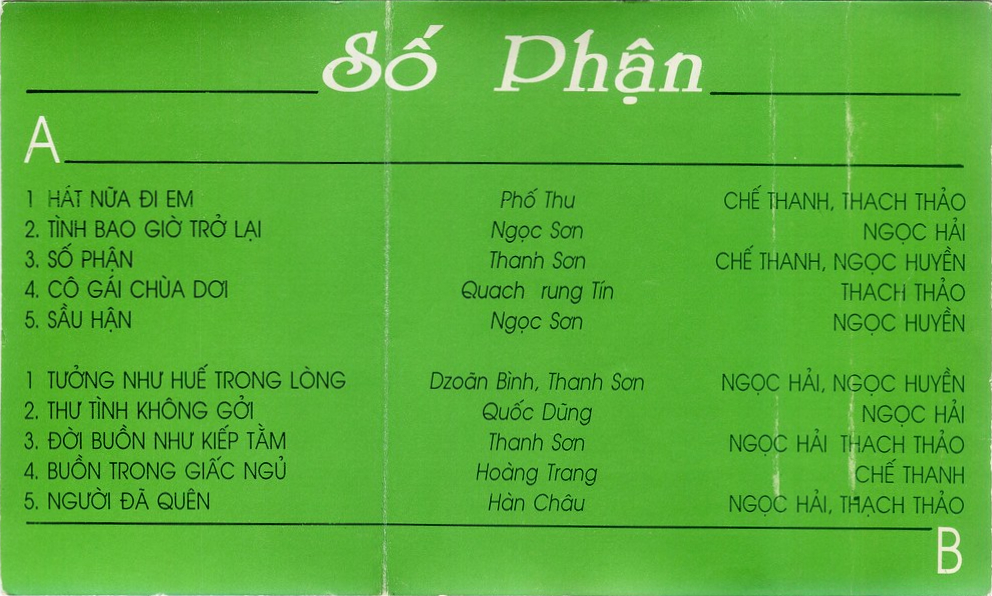 Số Phận
A
1 HÁT NỮA ĐI EM Phố Thu CHẾ THANH, THẠCH THẢO
2. TÌNH BAO GIỜ TRỞ LẠI Ngọc Sơn NGỌC HẢI
3. SỐ PHẬN Thanh Sơn CHẾ THANH, NGỌC HUYỀN
4. CÔ GÁI CHÙA DƠI Quach rung Tín THẠCH THẢO
5. SẦU HẬN Ngọc Sơn NGỌC HUYỀN
1 TƯỞNG NHƯ HUẾ TRONG LÒNG Dzoãn Bình, Thanh Sơn NGỌC HẢI, NGỌC HUYỀN
2. THƯ TÌNH KHÔNG GỞI Quốc Dũng NGỌC HẢI
3. ĐỜI BUỒN NHƯ KIẾP TẰM Thanh Sơn NGỌC HẢI THẠCH THẢO
4. BUỒN TRONG GIẤC NGỦ Hoàng Trang CHẾ THANH
5. NGƯỜI ĐÃ QUÊN Hàn Châu NGỌC HẢI, THẠCH THẢO
B